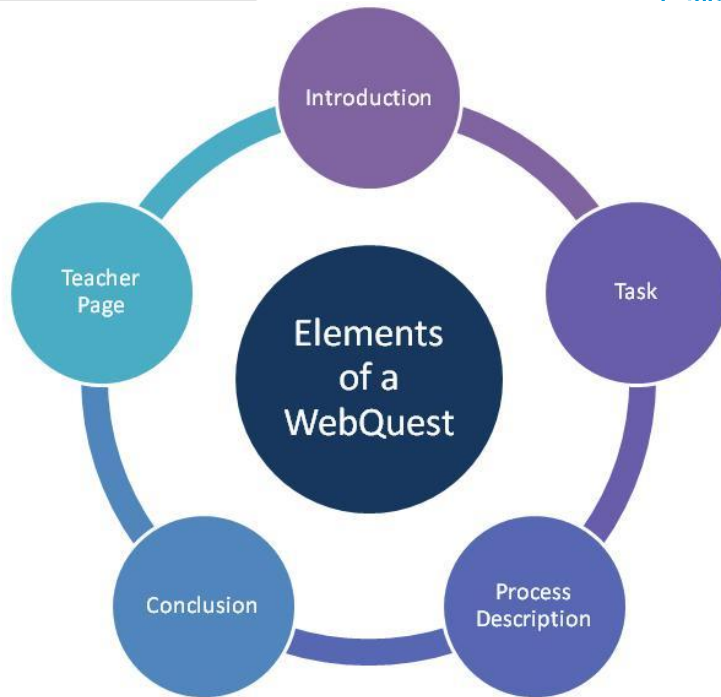 Introduction
Task
Process
Description
Conclusion
Teacher
Page
Elements
of a
WebQuest